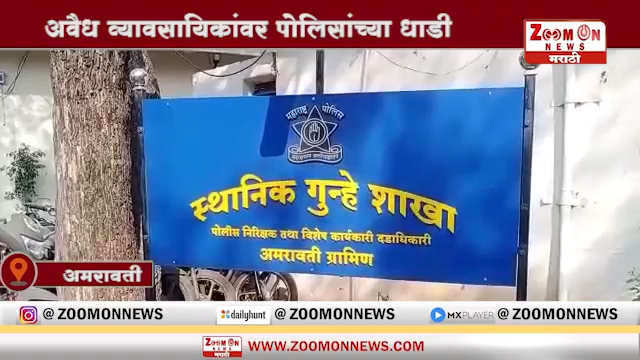 अवैध व्यावसायिकांवर पोलिसांच्या धाडी
ZOOM ON
NEWS
मराठी
महाराष्ट्र पोलिस
स्थानिक गुन्हे शाखा
पोलीस निरिक्षक तथा विशेष कार्यकारी दडाधिकारी
अमरावती ग्रामिण
अमरावती
@ZOOMONNEWS dailyhunt @ZOOMONNEWS MXPLAYER @ZOOMONNEWS
ZOOM ON
NEWS
मराठी
WWW.ZOOMONNEWS.COM